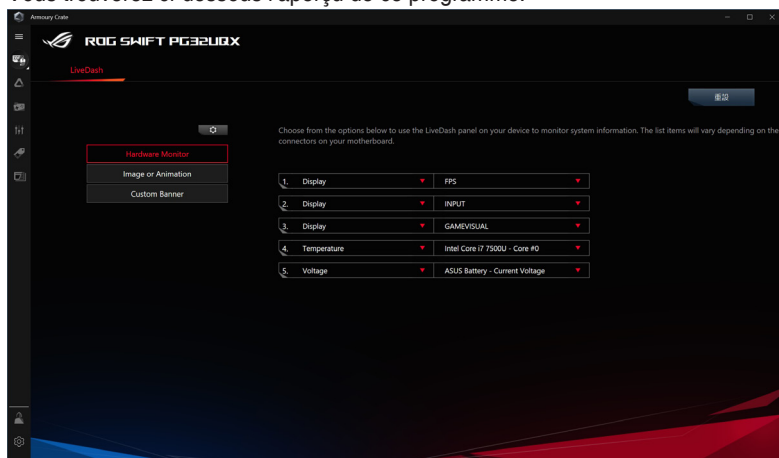 Vous trouverez ci-dessous l'aperçu de ce programme.
Armoury Crate
ROG SWIFT PG32UQX
LiveDash
重設
Choose from the options below to use the LiveDash panel on your device to monitor system information. The list items will vary depending on the
connectors on your motherboard.
Hardware Monitor
Image or Animation
Custom Banner
1. Display FPS
2. Display INPUT
3. Display GAMEVISUAL
4. Temperature Intel Core i7 7500U - Core #0
5. Voltage ASUS Battery - Current Voltage